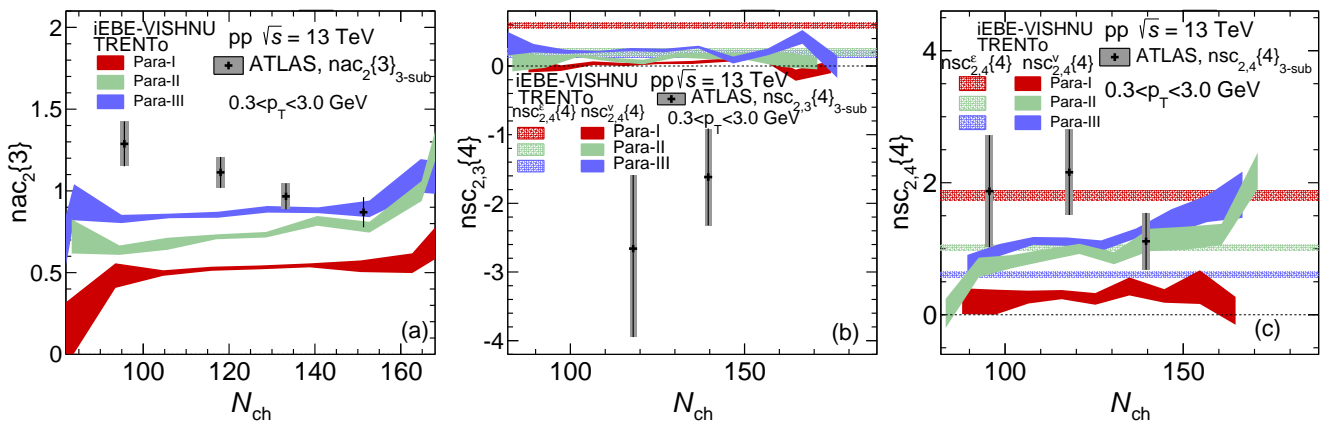 iEBE-VISHNU
TRENTo
Para-I
Para-II
Para-III
pp √s = 13 TeV
ATLAS, nac₂{3}3-sub
0.3<pT<3.0 GeV
nac₂{3}
2
1.5
1
0.5
0
100 120 140 160
Nch
(a)
iEBE-VISHNU
TRENTo
pp √s = 13 TeV
ATLAS, nsc2,3{4}3-sub
0.3<pT<3.0 GeV
nscε2,4{4} nscv2,4{4}
Para-I
Para-II
Para-III
nsc2,3{4}
0
-1
-2
-3
-4
100 150
Nch
(b)
iEBE-VISHNU
TRENTo
pp √s = 13 TeV
nscε2,4{4} nscv2,4{4}
ATLAS, nsc2,4{4}3-sub
Para-I
Para-II
Para-III
0.3<pT<3.0 GeV
nsc2,4{4}
4
2
0
100 150
Nch
(c)